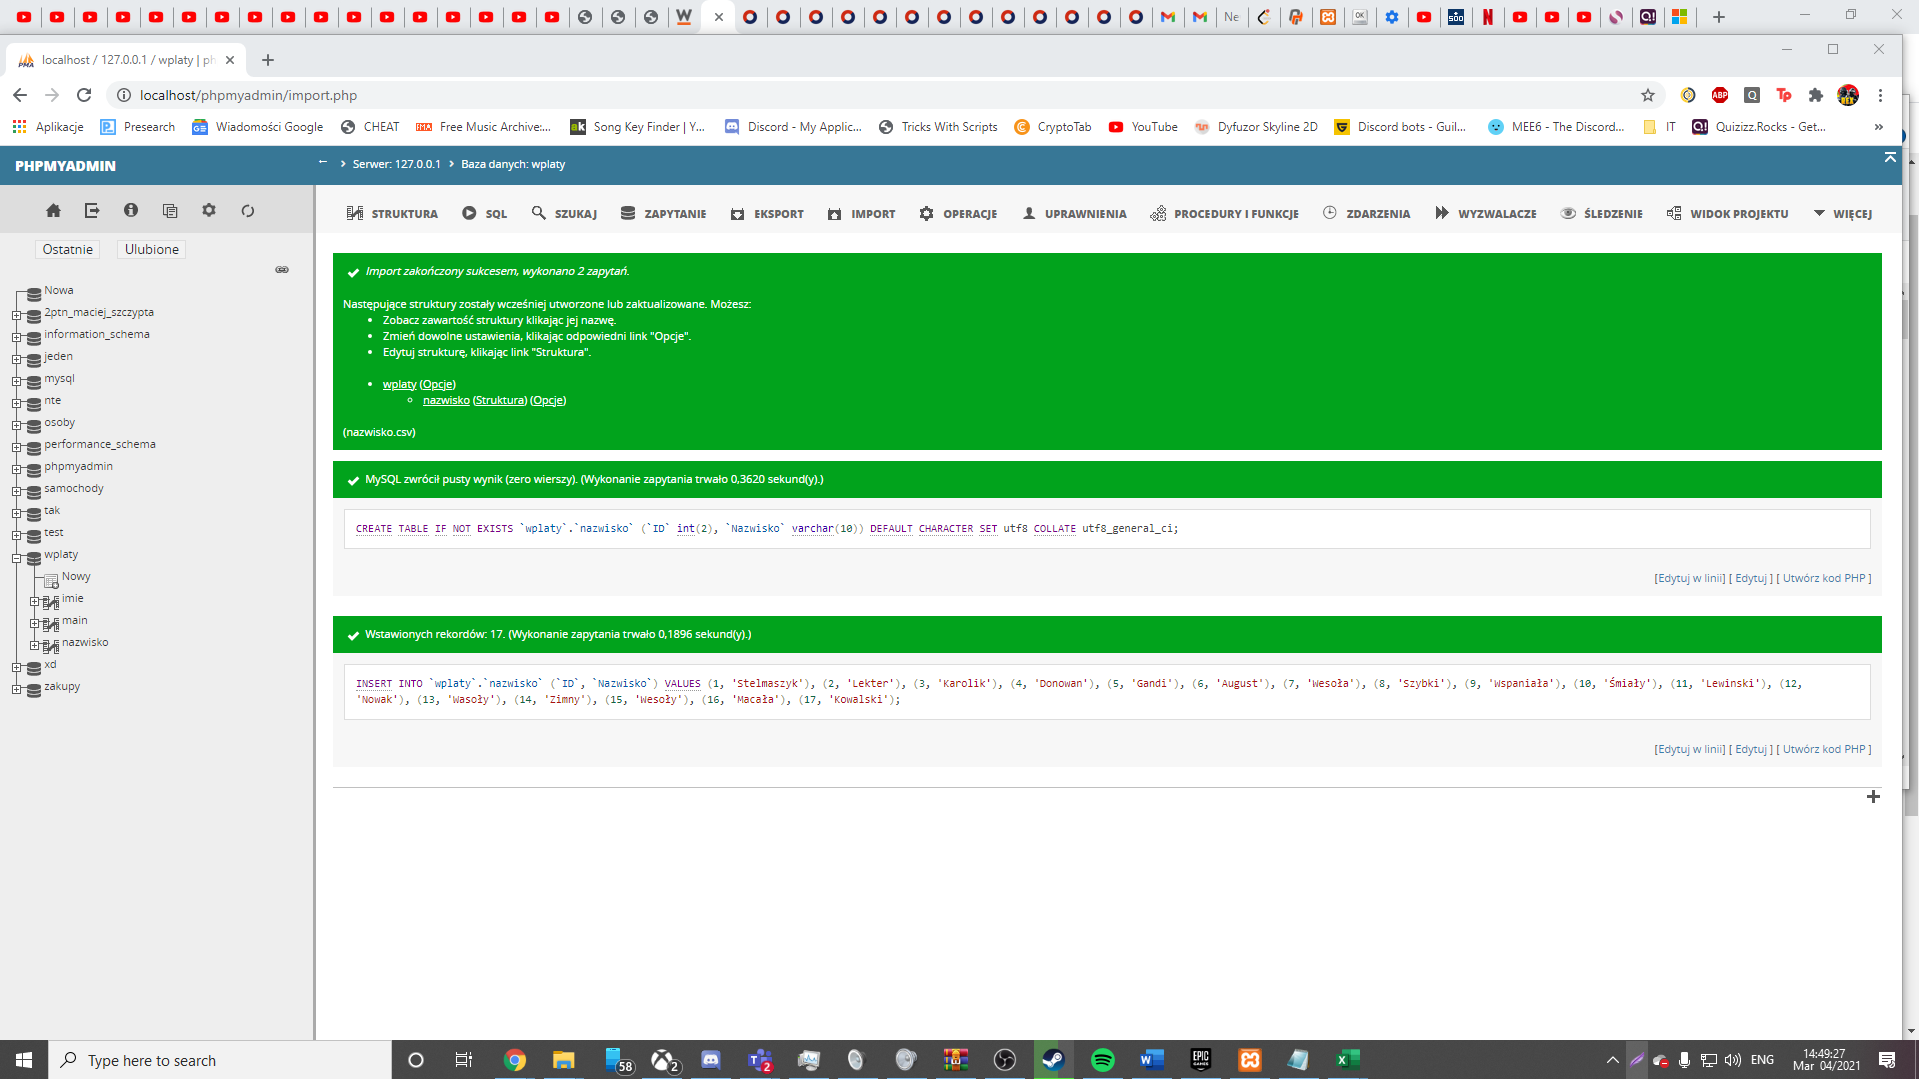 Ne
localhost / 127.0.0.1 / wplaty | ph
localhost/phpmyadmin/import.php
Aplikacje
Presearch
Wiadomości Google
CHEAT
Free Music Archive:...
Song Key Finder | Y...
Discord - My Applic...
Tricks With Scripts
CryptoTab
YouTube
Dyfuzor Skyline 2D
Discord bots - Guil...
MEE6 - The Discord...
IT
Quizizz.Rocks - Get...
PHPMYADMIN
Serwer: 127.0.0.1
Baza danych: wplaty
STRUKTURA
SQL
SZUKAJ
ZAPYTANIE
EKSPORT
IMPORT
OPERACJE
UPRAWNIENIA
PROCEDURY I FUNKCJE
ZDARZENIA
WYZWALACZE
ŚLEDZENIE
WIDOK PROJEKTU
WIĘCEJ
Ostatnie
Ulubione
Nowa
2ptn_maciej_szczypta
information_schema
jeden
mysql
nte
osoby
performance_schema
phpmyadmin
samochody
tak
test
wplaty
Nowy
imie
main
nazwisko
xd
zakupy
Import zakończony sukcesem, wykonano 2 zapytań.
Następujące struktury zostały wcześniej utworzone lub zaktualizowane. Możesz:
Zobacz zawartość struktury klikając jej nazwę.
Zmień dowolne ustawienia, klikając odpowiedni link "Opcje".
Edytuj strukturę, klikając link "Struktura".
wplaty (Opcje)
nazwisko (Struktura) (Opcje)
(nazwisko.csv)
MySQL zwrócił pusty wynik (zero wierszy). (Wykonanie zapytania trwało 0,3620 sekund(y).)
CREATE TABLE IF NOT EXISTS `wplaty`.`nazwisko` (`ID` int(2), `Nazwisko` varchar(10)) DEFAULT CHARACTER SET utf8 COLLATE utf8_general_ci;
[Edytuj w linii] [ Edytuj ] [ Utwórz kod PHP ]
Wstawionych rekordów: 17. (Wykonanie zapytania trwało 0,1896 sekund(y).)
INSERT INTO `wplaty`.`nazwisko` (`ID`, `Nazwisko`) VALUES (1, 'Stelmaszyk'), (2, 'Lekter'), (3, 'Karolik'), (4, 'Donowan'), (5, 'Gandi'), (6, 'August'), (7, 'Wesoła'), (8, 'Szybki'), (9, 'Wspaniała'), (10, 'Śmiały'), (11, 'Lewinski'), (12,
'Nowak'), (13, 'Wasoły'), (14, 'Zimny'), (15, 'Wesoły'), (16, 'Macała'), (17, 'Kowalski');
[Edytuj w linii] [ Edytuj ] [ Utwórz kod PHP ]
Type here to search
58
2
2
ENG
14:49:27
Mar 04/2021